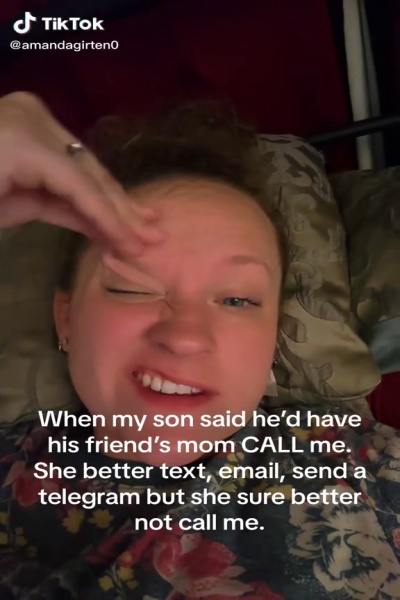 TikTok
@amandagirten0
When my son said he'd have
his friend's mom CALL me.
She better text, email, send a
telegram but she sure better
not call me.